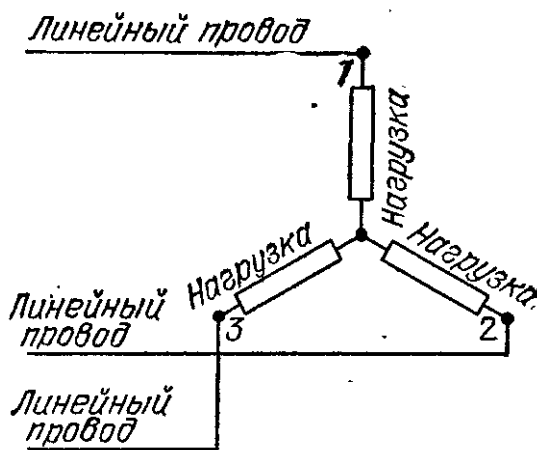 Линейный провод
1
Нагрузка
Нагрузка
Нагрузка
3
2
Линейный
провод
Линейный
провод